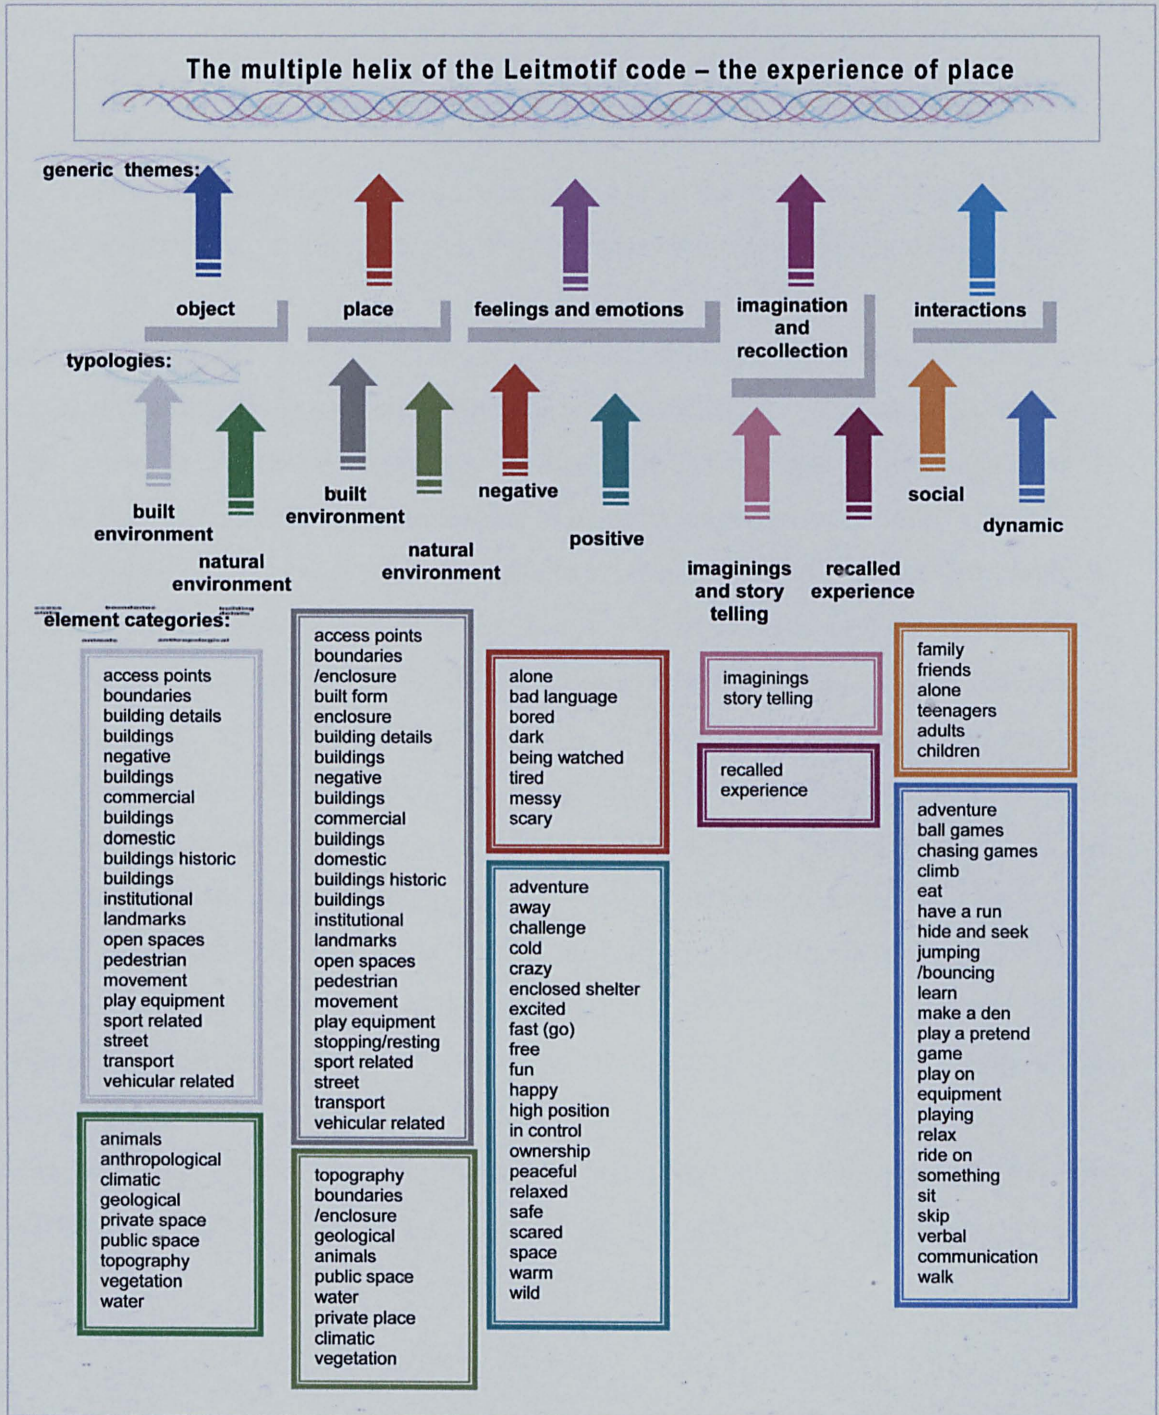 The multiple helix of the Leitmotif code – the experience of place
generic themes:
object
place
feelings and emotions
imagination
and
recollection
interactions
typologies:
built
environment
natural
environment
built
environment
natural
environment
negative
positive
imaginings
and story
telling
recalled
experience
social
dynamic
element categories:
access points
boundaries
building details
buildings
negative
buildings
commercial
buildings
domestic
buildings historic
buildings
institutional
landmarks
open spaces
pedestrian
movement
play equipment
sport related
street
transport
vehicular related
animals
anthropological
climatic
geological
private space
public space
topography
vegetation
water
access points
boundaries
/enclosure
built form
enclosure
building details
buildings
negative
buildings
commercial
buildings
domestic
buildings historic
buildings
institutional
landmarks
open spaces
pedestrian
movement
play equipment
stopping/resting
sport related
street
transport
vehicular related
topography
boundaries
/enclosure
geological
animals
public space
water
private place
climatic
vegetation
alone
bad language
bored
dark
being watched
tired
messy
scary
adventure
away
challenge
cold
crazy
enclosed shelter
excited
fast (go)
free
fun
happy
high position
in control
ownership
peaceful
relaxed
safe
scared
space
warm
wild
imaginings
story telling
recalled
experience
family
friends
alone
teenagers
adults
children
adventure
ball games
chasing games
climb
eat
have a run
hide and seek
jumping
/bouncing
learn
make a den
play a pretend
game
play on
equipment
playing
relax
ride on
something
sit
skip
verbal
communication
walk